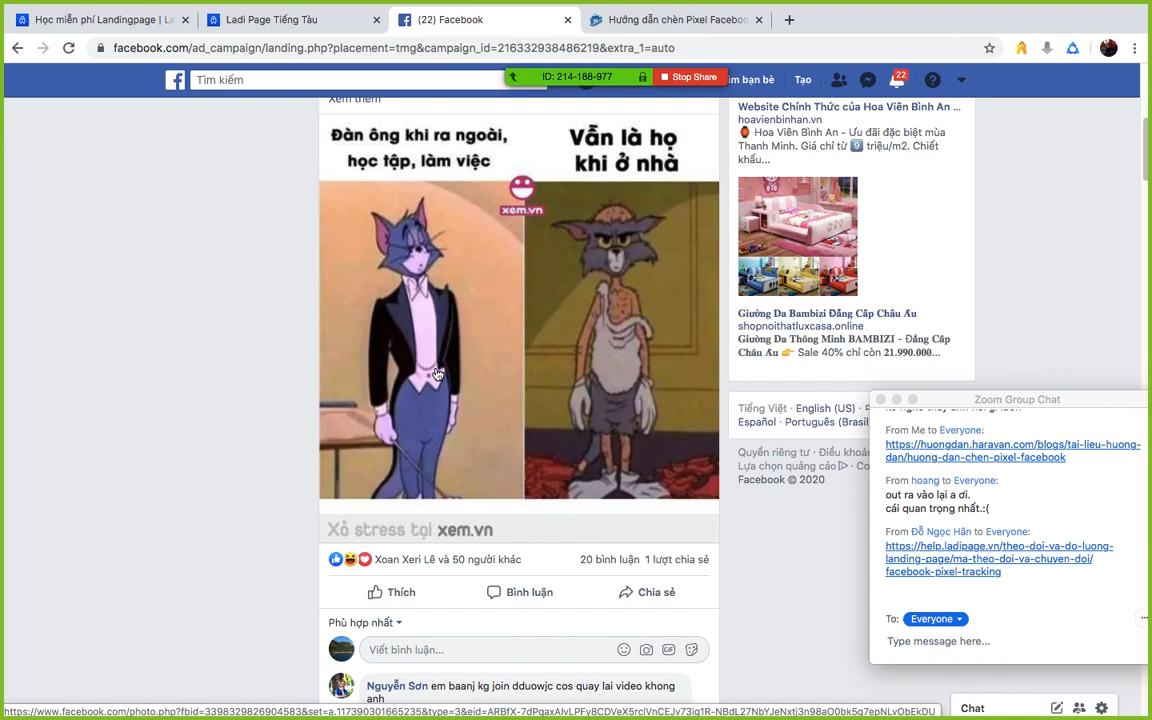 Học miễn phí Landingpage | La
Ladi Page Tiếng Tàu
(22) Facebook
Hướng dẫn chèn Pixel Faceboo
facebook.com/ad_campaign/landing.php?placement=tmg&campaign_id=216332938486219&extra_1=auto
Tìm kiếm
ID: 214-188-977
Stop Share
ìm bạn bè
Tạo
22
Xem thêm
Đàn ông khi ra ngoài,
học tập, làm việc
Vẫn là họ
khi ở nhà
xem.vn
Xả stress tại xem.vn
Xoan Xeri Lê và 50 người khác
20 bình luận 1 lượt chia sẻ
Thích
Bình luận
Chia sẻ
Phù hợp nhất
Viết bình luận...
GIF
Nguyễn Sơn em baanj kg join dduowjc cos quay lai video khong
anh
Website Chính Thức của Hoa Viên Bình An ...
hoavienbinhan.vn
Hoa Viên Bình An - Ưu đãi đặc biệt mùa
Thanh Minh. Giá chỉ từ 9 triệu/m2. Chiết
khấu...
Giường Da Bambizi Đẳng Cấp Châu Âu
shopnoithatluxcasa.online
Giường Da Thông Minh BAMBIZI - Đẳng Cấp
Châu Âu 👉 Sale 40% chỉ còn 21.990.000...
Tiếng Việt · English (US) ·
Español · Português (Brasil
Quyền riêng tư · Điều khoản
Lựa chọn quảng cáo · Co
Facebook © 2020
Zoom Group Chat
From Me to Everyone:
https://huongdan.haravan.com/blogs/tai-lieu-huong-
dan/huong-dan-chen-pixel-facebook
From hoang to Everyone:
out ra vào lại a ơi.
cái quan trọng nhất.:(
From Đỗ Ngọc Hân to Everyone:
https://help.ladipage.vn/theo-doi-va-do-luong-
landing-page/ma-theo-doi-va-chuyen-doi/
facebook-pixel-tracking
To: Everyone
Type message here...
Chat